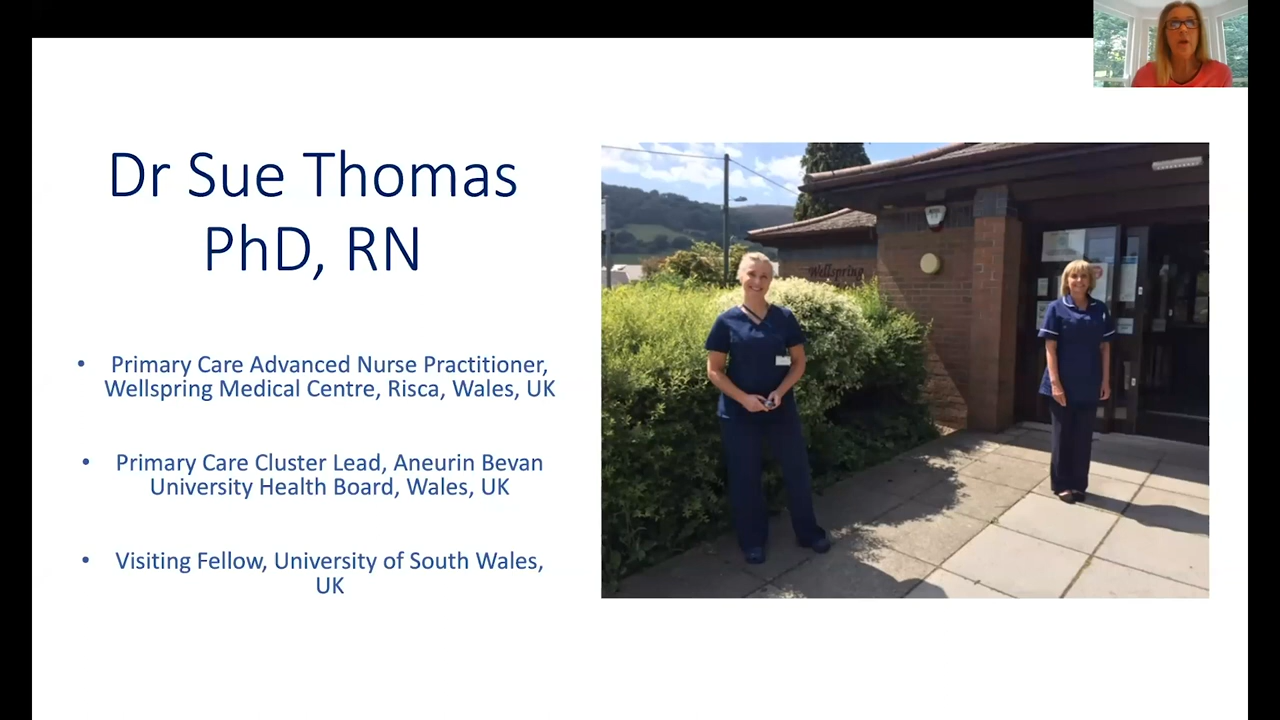 Dr Sue Thomas
PhD, RN
• Primary Care Advanced Nurse Practitioner,
Wellspring Medical Centre, Risca, Wales, UK
• Primary Care Cluster Lead, Aneurin Bevan
University Health Board, Wales, UK
• Visiting Fellow, University of South Wales,
UK
Wellspring